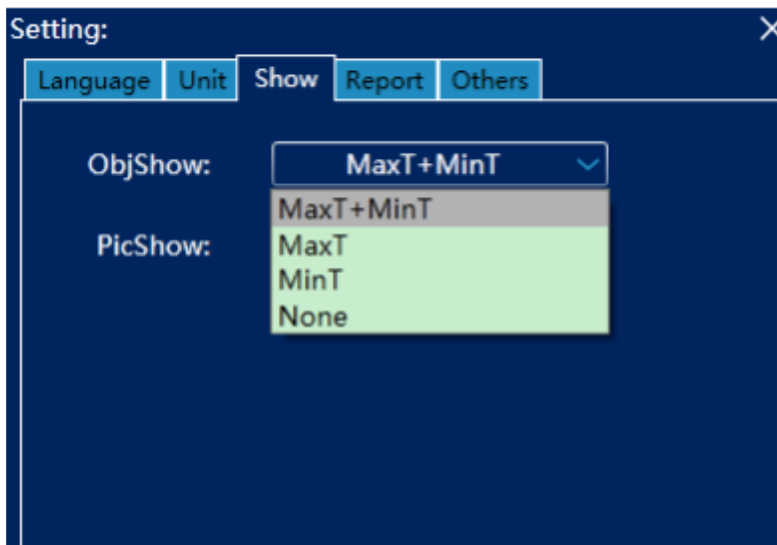 Setting:
Language Unit Show Report Others
ObjShow: MaxT+MinT
MaxT+MinT
PicShow: MaxT
MinT
None